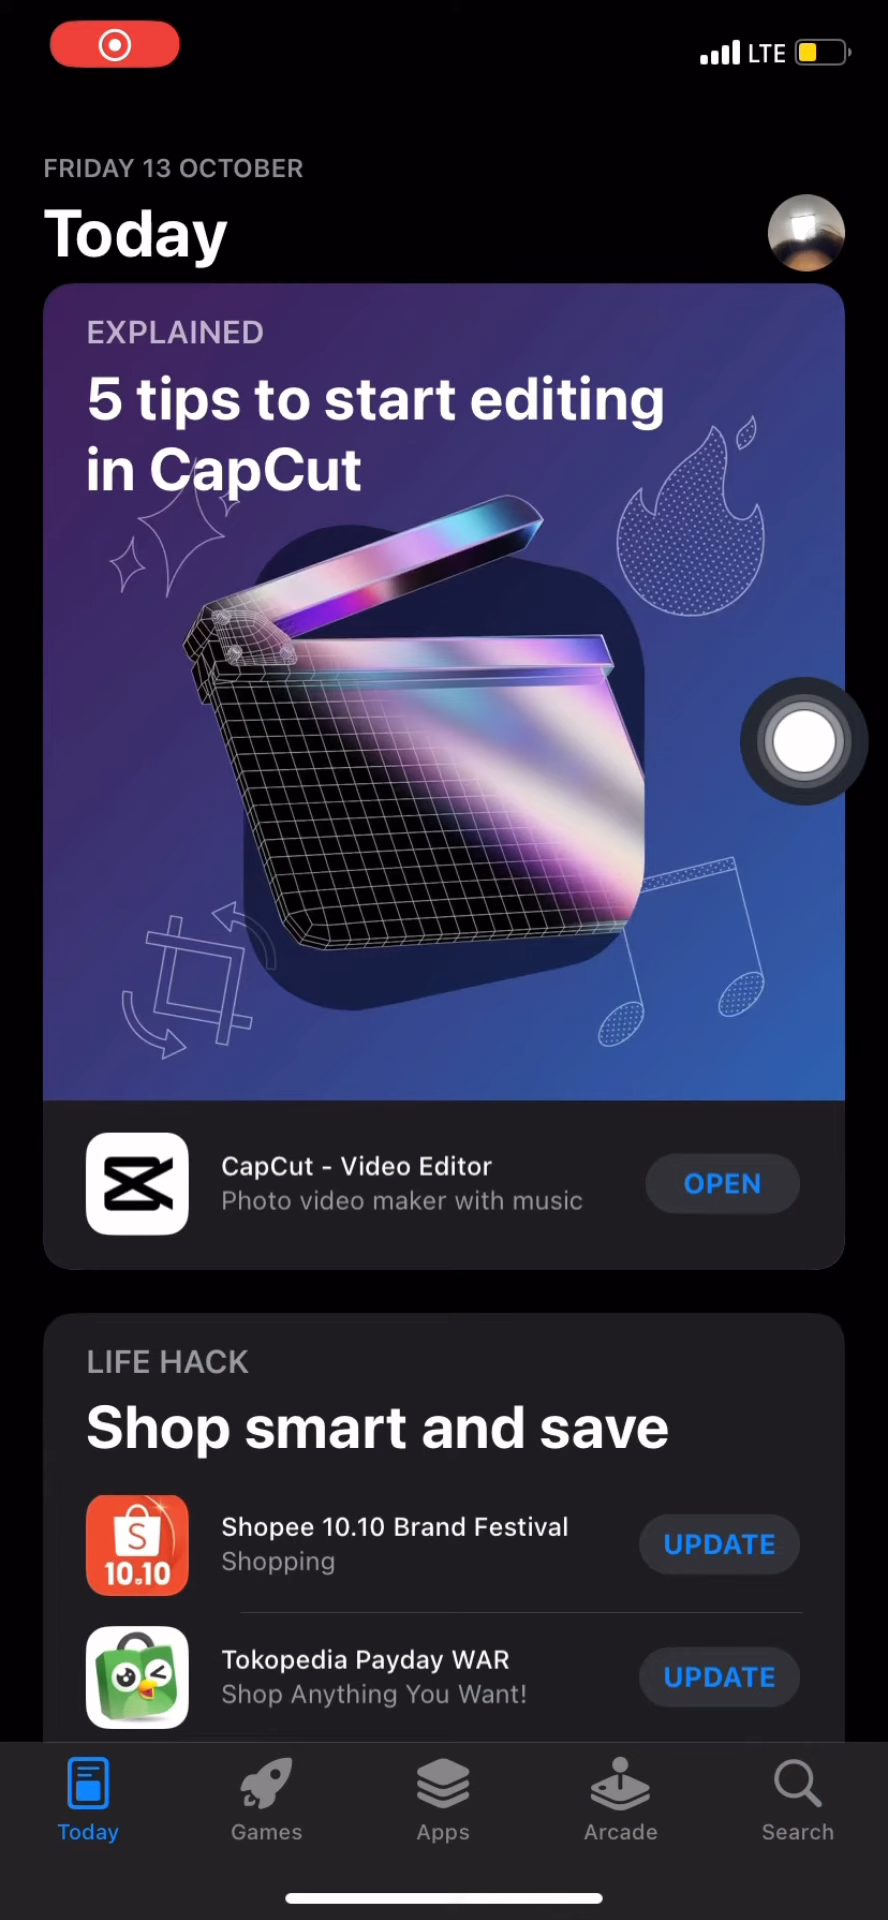 LTE
FRIDAY 13 OCTOBER
Today
EXPLAINED
5 tips to start editing
in CapCut
CapCut - Video Editor
Photo video maker with music
OPEN
LIFE HACK
Shop smart and save
S
10.10
Shopee 10.10 Brand Festival
Shopping
UPDATE
Tokopedia Payday WAR
Shop Anything You Want!
UPDATE
Today
Games
Apps
Arcade
Search